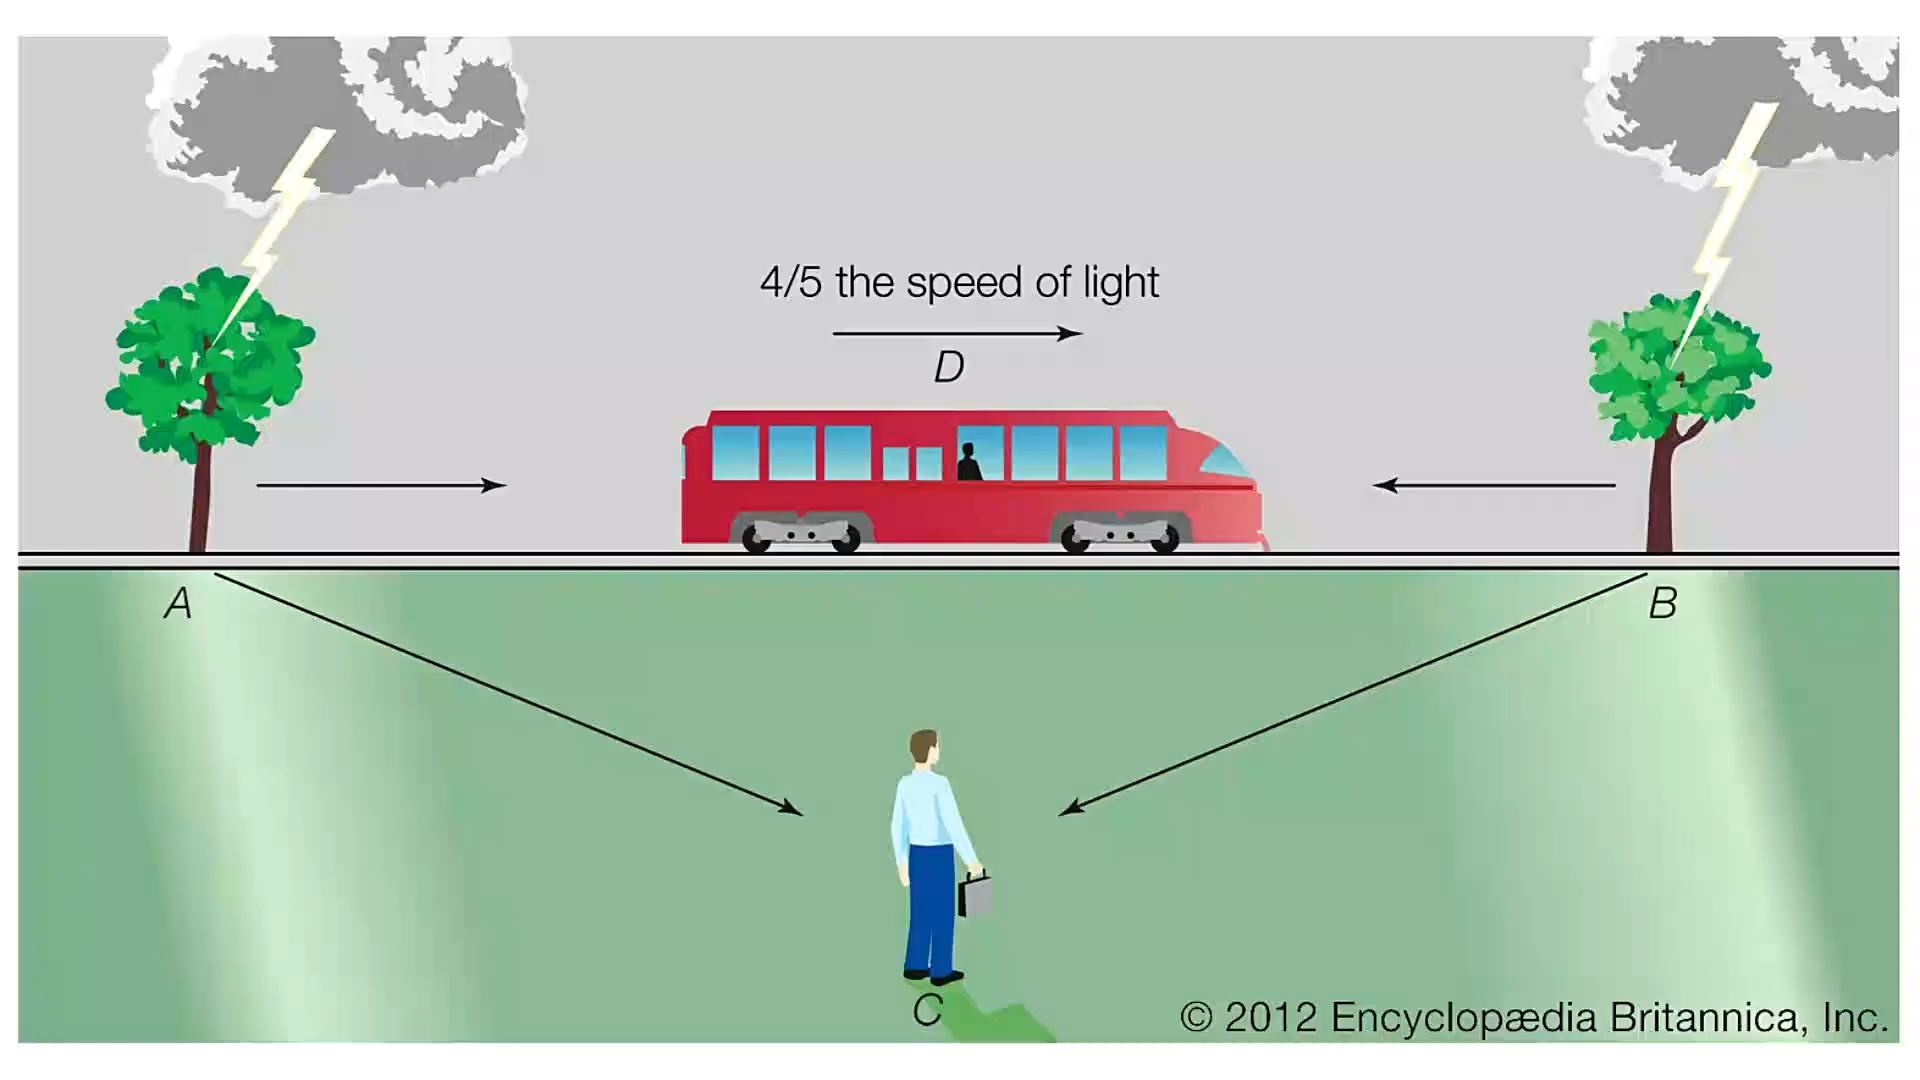 4/5 the speed of light
D
A
B
C
© 2012 Encyclopædia Britannica, Inc.